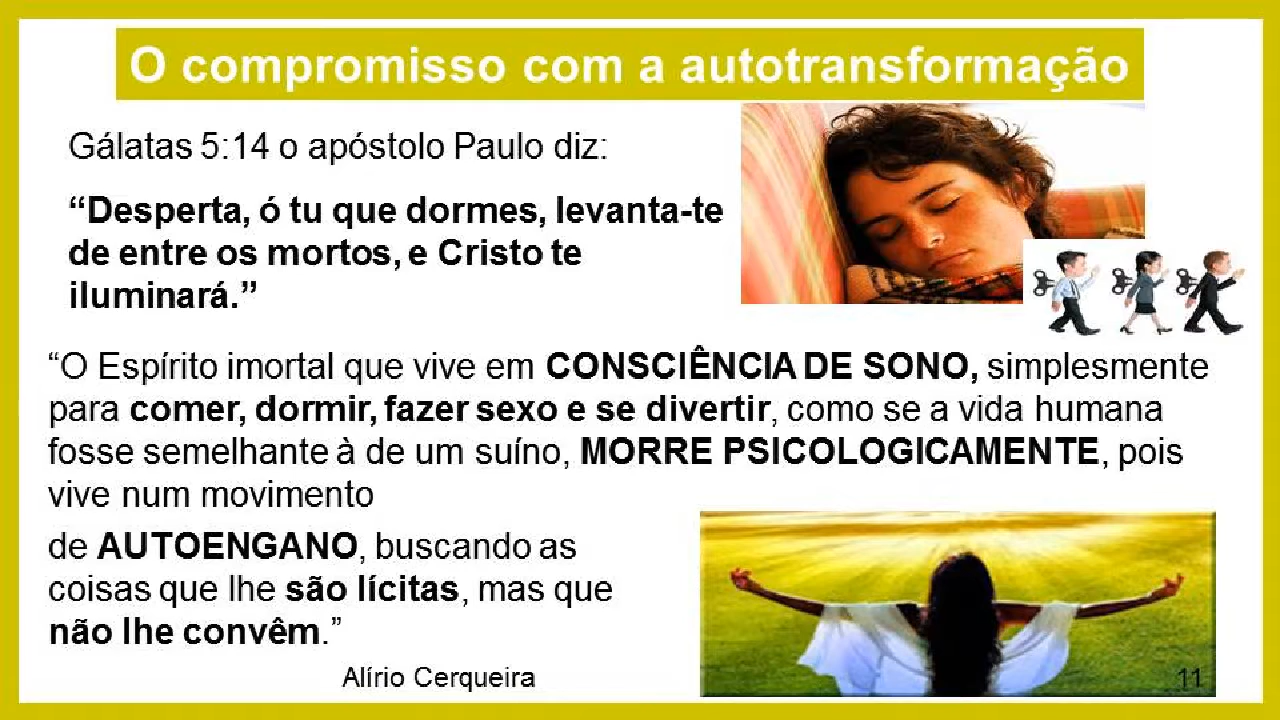 O compromisso com a autotransformação
Gálatas 5:14 o apóstolo Paulo diz:
“Desperta, ó tu que dormes, levanta-te
de entre os mortos, e Cristo te
iluminará.”
“O Espírito imortal que vive em CONSCIÊNCIA DE SONO, simplesmente
para comer, dormir, fazer sexo e se divertir, como se a vida humana
fosse semelhante à de um suíno, MORRE PSICOLOGICAMENTE, pois
vive num movimento
de AUTOENGANO, buscando as
coisas que lhe são lícitas, mas que
não lhe convêm.”
Alírio Cerqueira
11